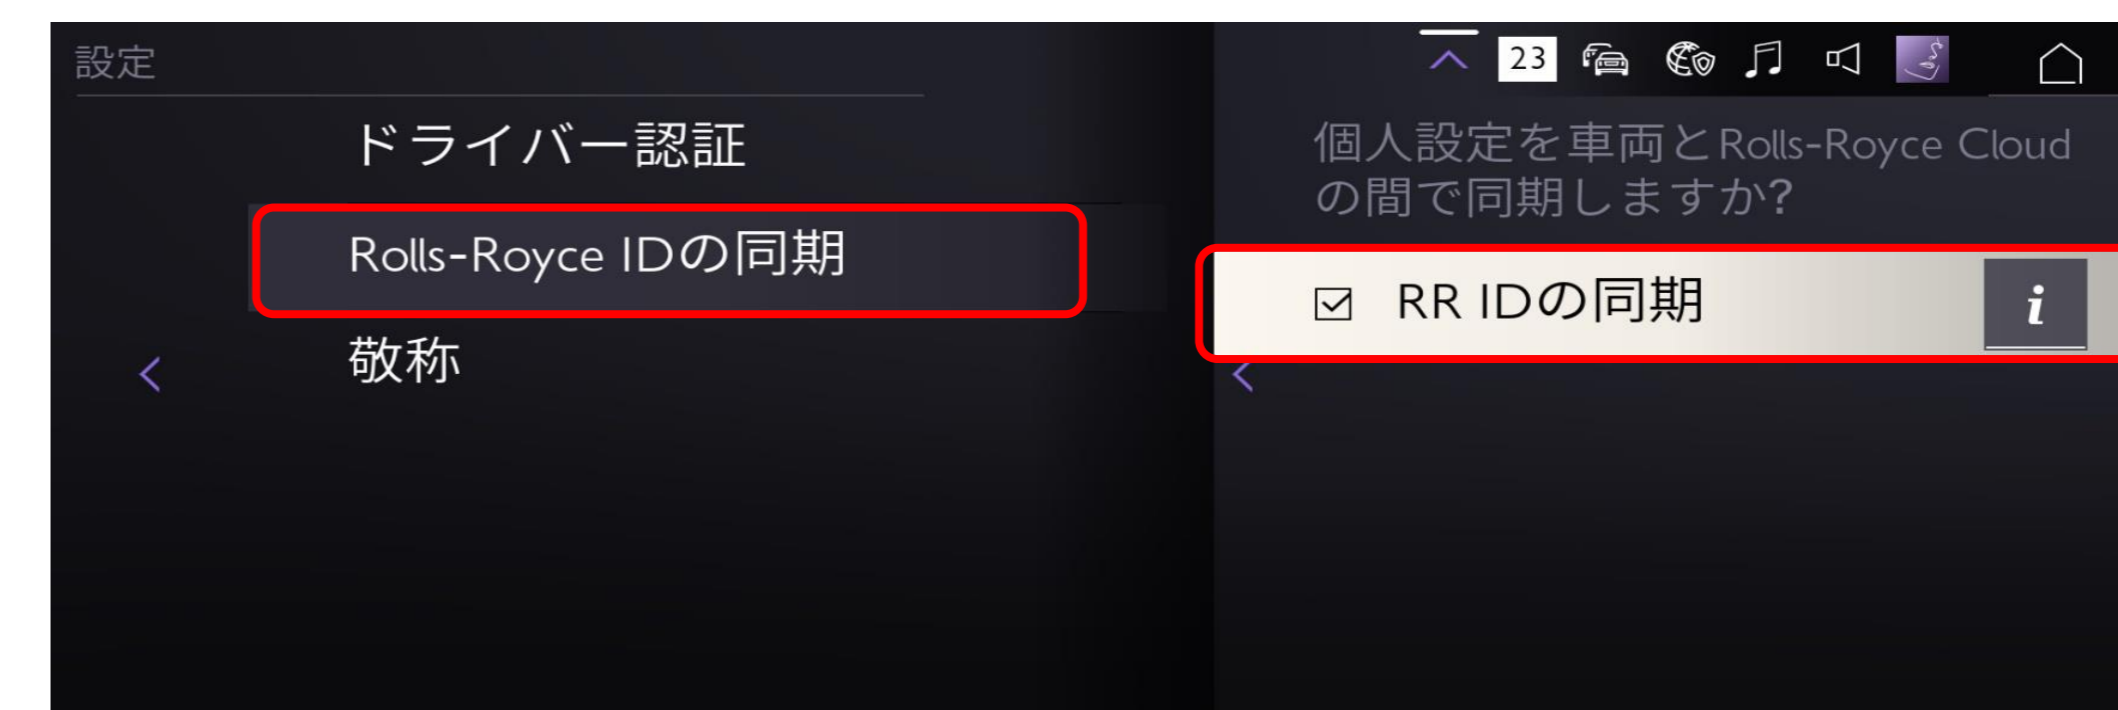 設定
ドライバー認証
Rolls-Royce IDの同期
敬称
23
個人設定を車両とRolls-Royce Cloud
の間で同期しますか?
RR IDの同期
i